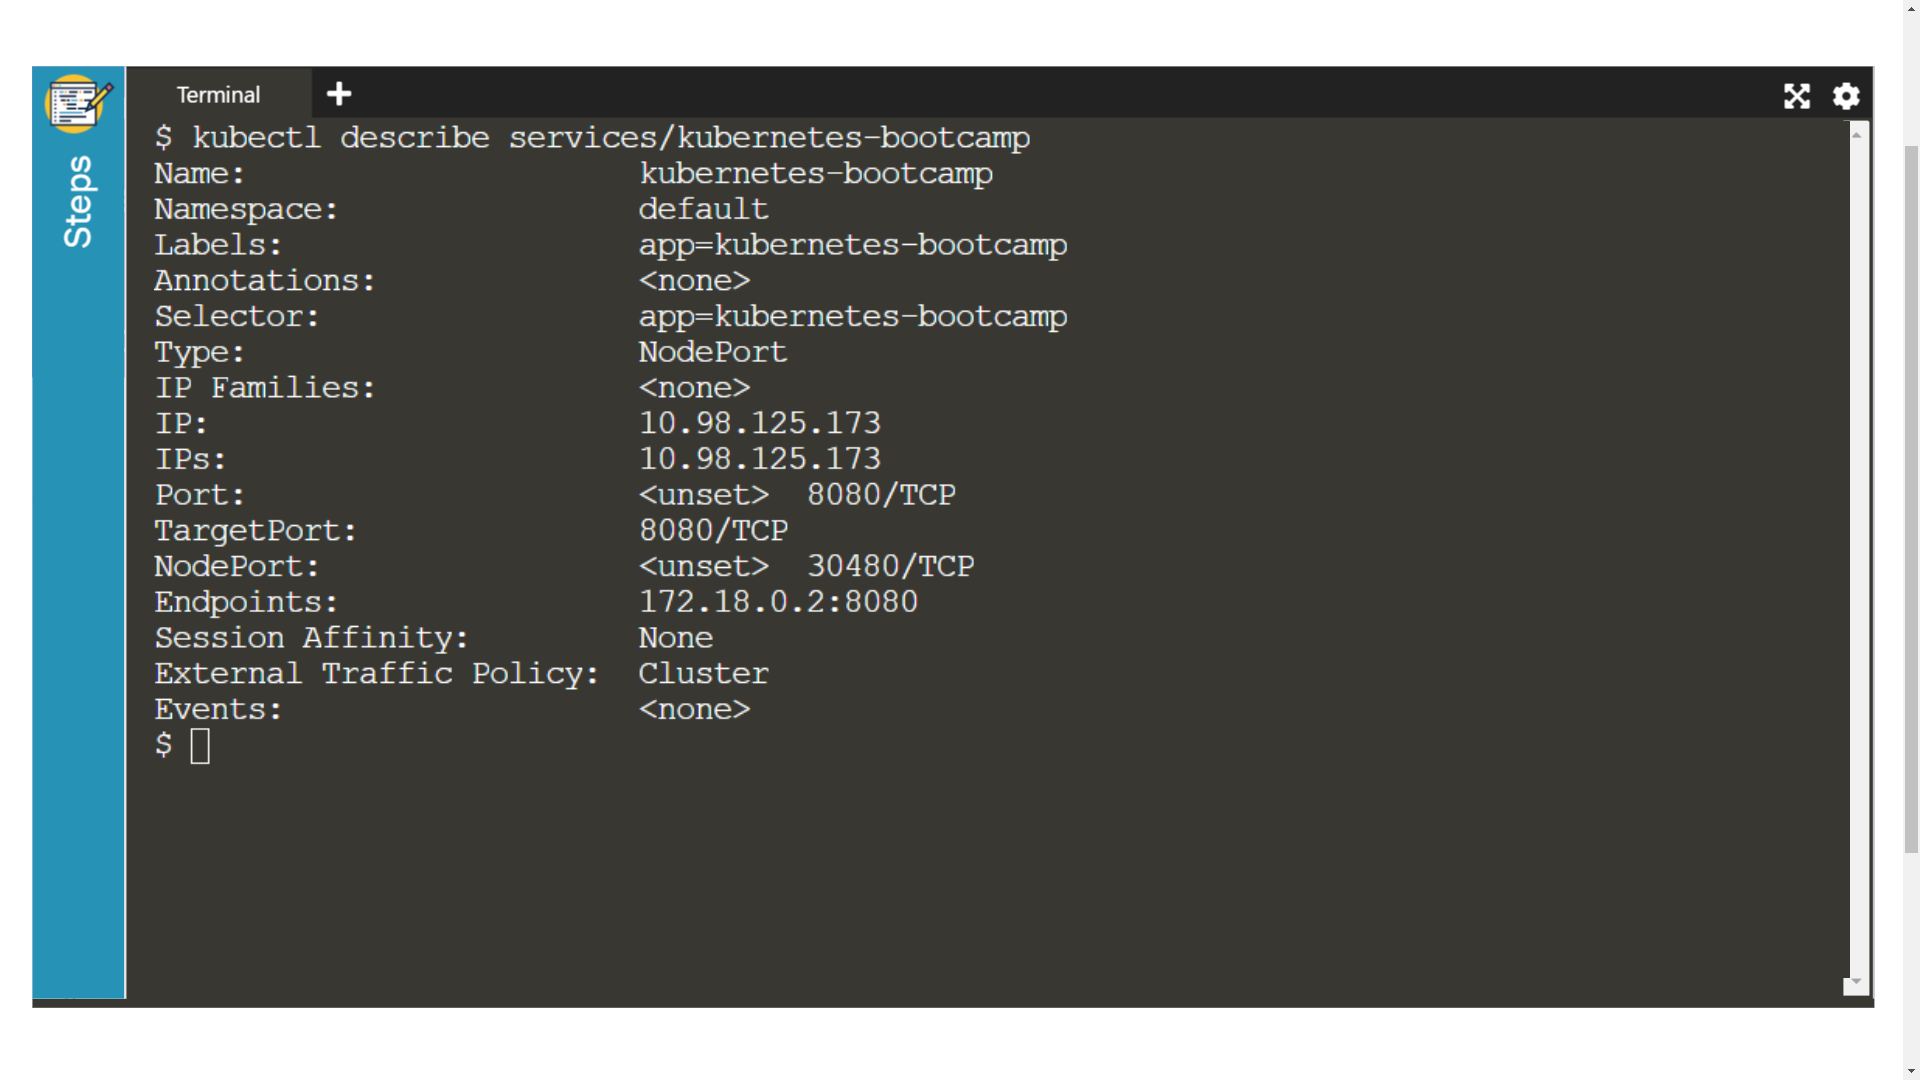 Terminal
Steps
$ kubectl describe services/kubernetes-bootcamp
Name:                     kubernetes-bootcamp
Namespace:                default
Labels:                   app=kubernetes-bootcamp
Annotations:              <none>
Selector:                 app=kubernetes-bootcamp
Type:                     NodePort
IP Families:              <none>
IP:                       10.98.125.173
IPs:                      10.98.125.173
Port:                     <unset>  8080/TCP
TargetPort:               8080/TCP
NodePort:                 <unset>  30480/TCP
Endpoints:                172.18.0.2:8080
Session Affinity:         None
External Traffic Policy:  Cluster
Events:                   <none>
$